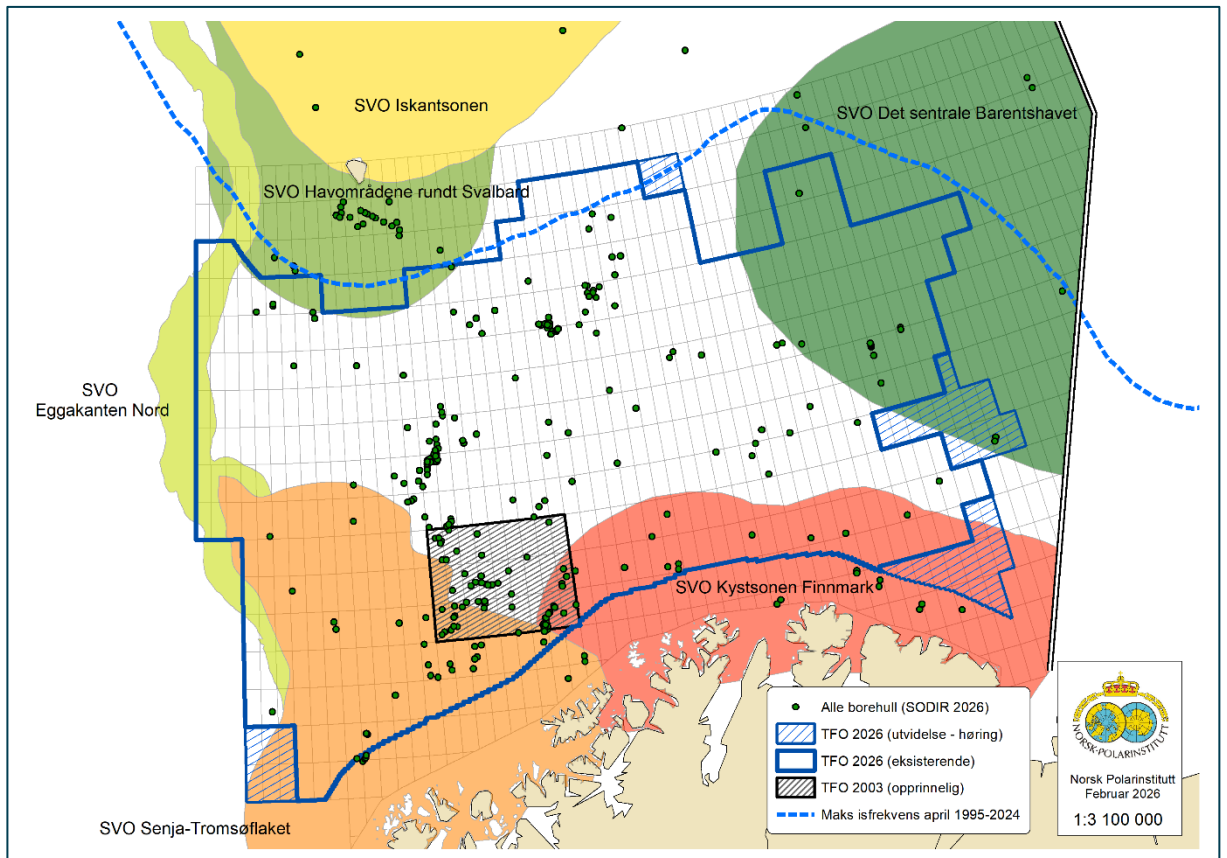 SVO Iskantsonen
SVO Det sentrale Barentshavet
SVO Havområdene rundt Svalbard
SVO
Eggakanten Nord
SVO Kystsonen Finnmark
SVO Senja-Tromsøflaket
Alle borehull (SODIR 2026)
TFO 2026 (utvidelse - høring)
TFO 2026 (eksisterende)
TFO 2003 (opprinnelig)
Maks isfrekvens april 1995-2024
NORSK-POLARINSTITUTT
Norsk Polarinstitutt
Februar 2026
1:3 100 000